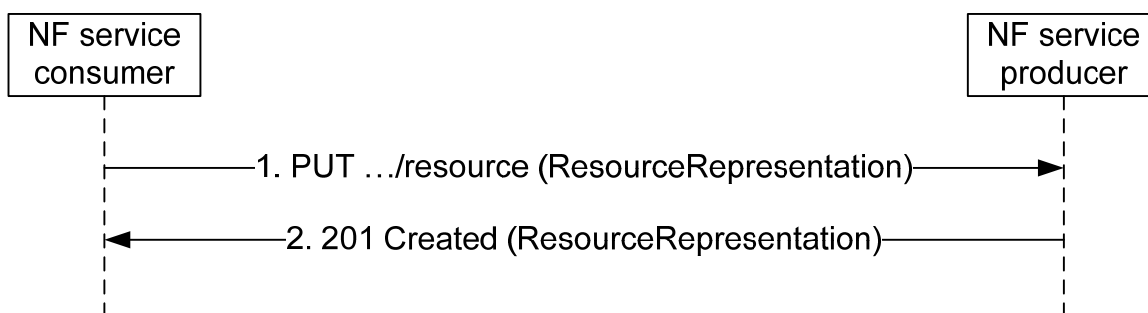 NF service
consumer
NF service
producer
1. PUT …/resource (ResourceRepresentation)
2. 201 Created (ResourceRepresentation)